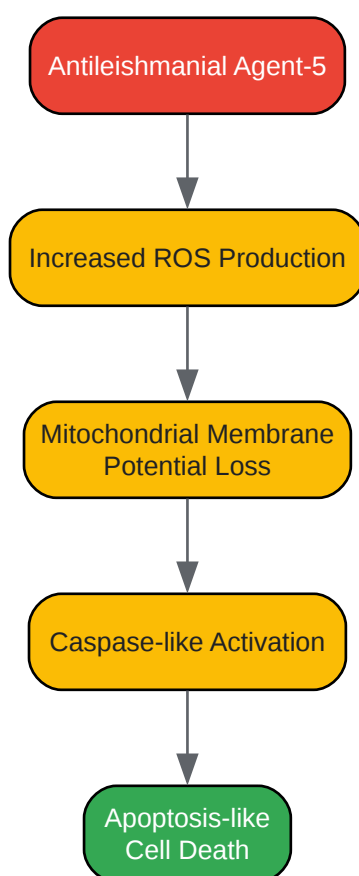 Antileishmanial Agent-5
Increased ROS Production
Mitochondrial Membrane
Potential Loss
Caspase-like Activation
Apoptosis-like
Cell Death